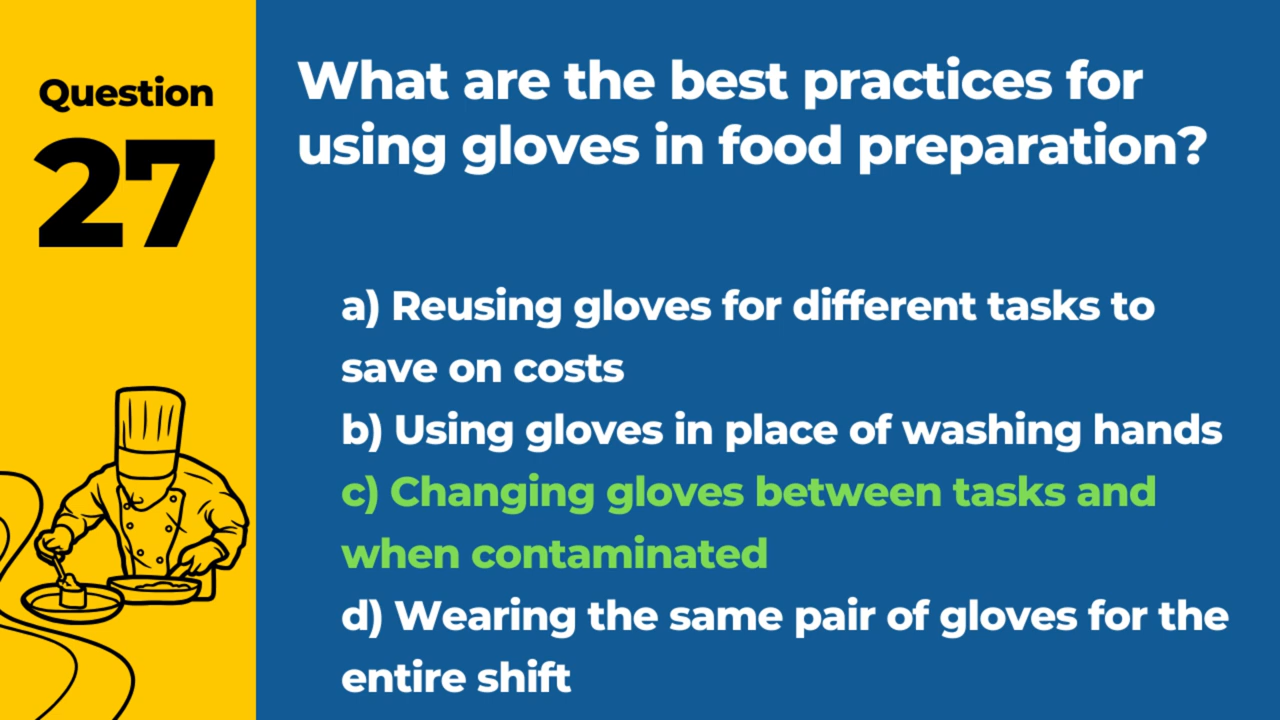 Question
27
What are the best practices for
using gloves in food preparation?
a) Reusing gloves for different tasks to
save on costs
b) Using gloves in place of washing hands
c) Changing gloves between tasks and
when contaminated
d) Wearing the same pair of gloves for the
entire shift